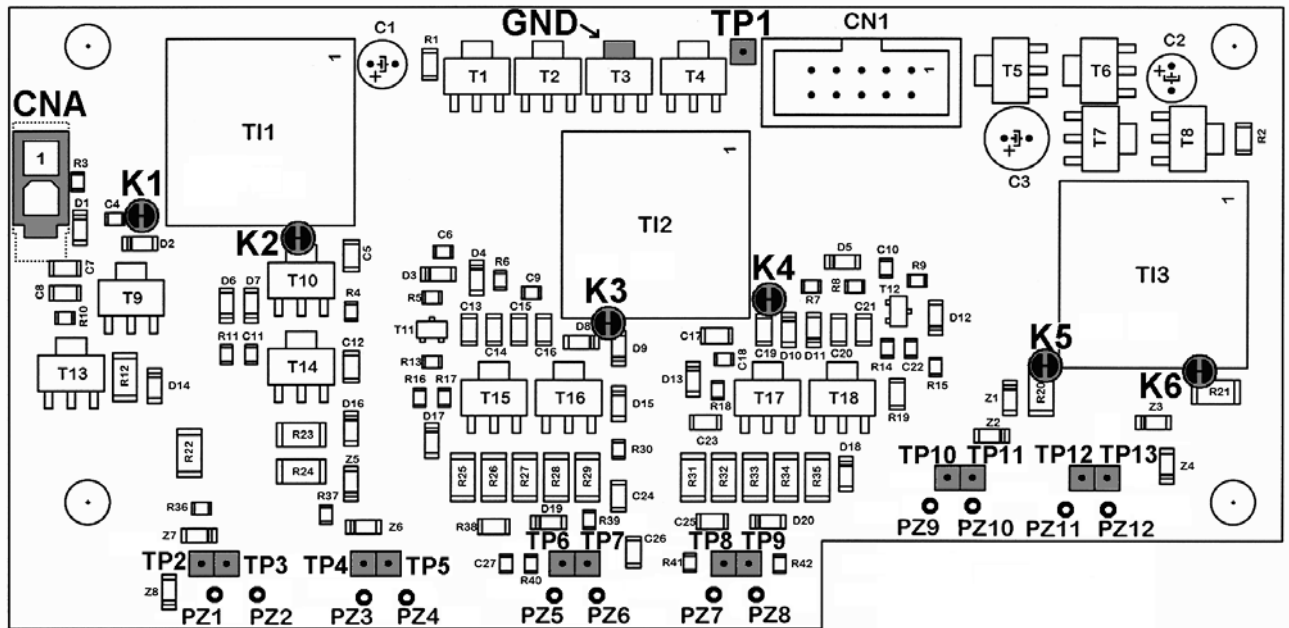 GND TP1 CN1
C1 R1 C2
T1 T2 T3 T4 1 T5 T6
CNA
TI1 1 TI2 1 T7 T8 R2
1 R3 C3
K1 C4 D1 D2
K2 C5 C6 D4 D5 C10 TI3 1
C7 D3 R6 K4 R9
C8 T9 D6 D7 T10 R5 C9 R7 R8 T12
R10 R4 C13 C15 K3 C21 D12
T11 C14 C16 D8 D9 C17 C19 D10 D11 C20
R11 C11 C12 R13 C18 R14 C22 R15 K5 K6
T13 R12 D14 T14 R16 R17 T15 T16 D13 R18 T17 T18 R19 Z1 R20 R21
D16 D17 D15 C23 Z2 Z3
R22 R23 R30 D18 TP10 TP11 TP12 TP13 Z4
R24 Z5 R25 R26 R27 R28 R29 C24 R31 R32 R33 R34 R35
R36 R37 PZ9 PZ10 PZ11 PZ12
Z7 Z6 R38 D19 R39 C25 D20
TP2 TP3 TP4 TP5 C27 R40 TP6 TP7 C26 R41 TP8 TP9 R42
Z8 PZ1 PZ2 PZ3 PZ4 PZ5 PZ6 PZ7 PZ8